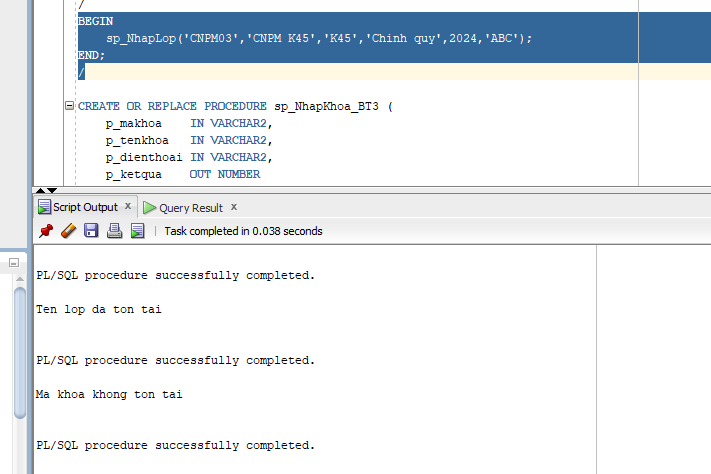 /
BEGIN
sp_NhapLop('CNPM03','CNPM K45','K45','Chinh quy',2024,'ABC');
END;
/
CREATE OR REPLACE PROCEDURE sp_NhapKhoa_BT3 (
p_makhoa IN VARCHAR2,
p_tenkhoa IN VARCHAR2,
p_dienthoai IN VARCHAR2,
p_ketqua OUT NUMBER
Script Output x Query Result x
Task completed in 0.038 seconds
PL/SQL procedure successfully completed.
Ten lop da ton tai
PL/SQL procedure successfully completed.
Ma khoa khong ton tai
PL/SQL procedure successfully completed.